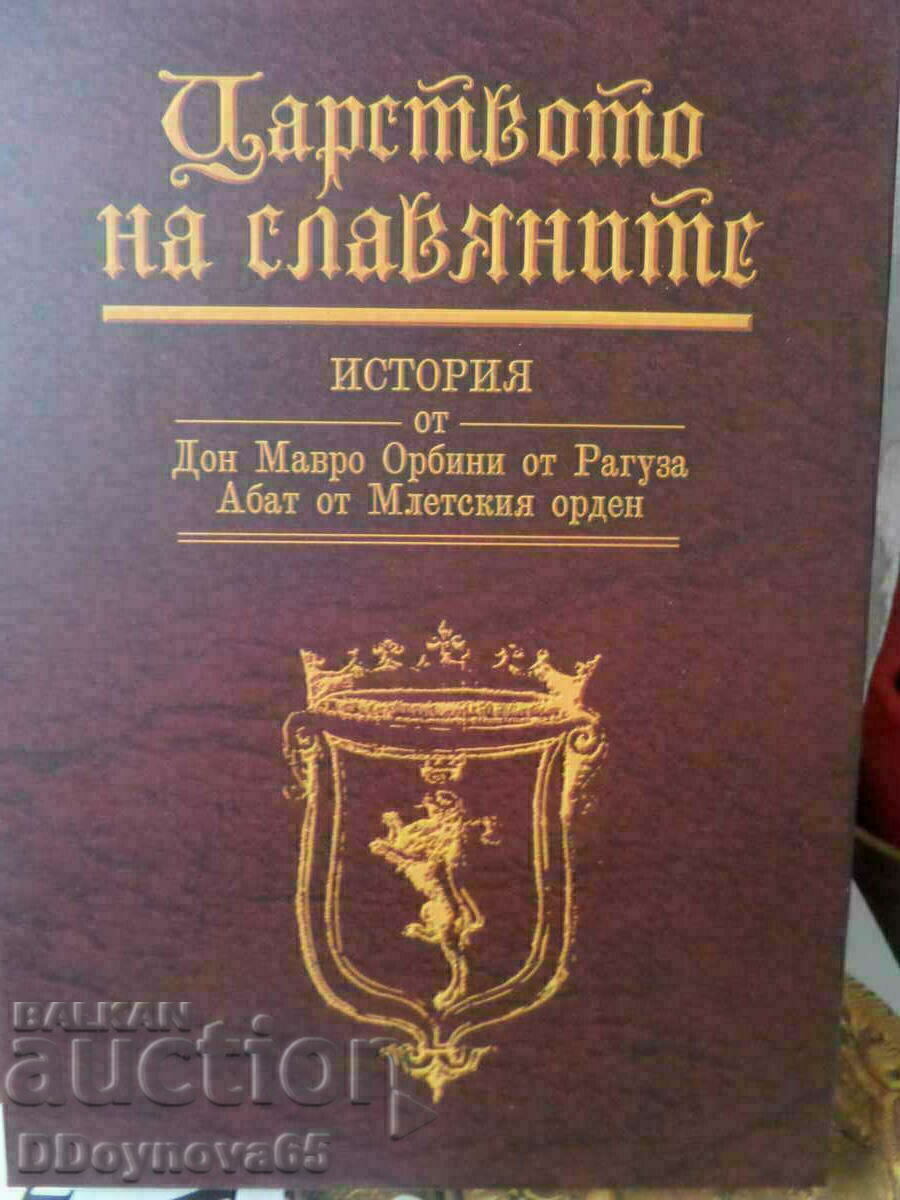 Царството
на славяните
ИСТОРИЯ
от
Дон Мавро Орбини от Рагуза
Абат от Млетския орден
BALKAN
auction
DDoynova65